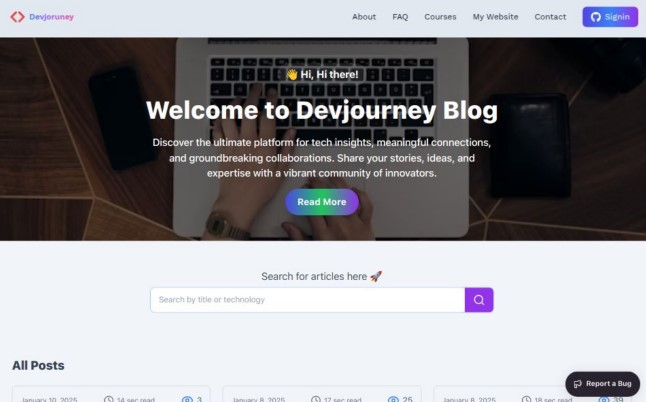 Devjoruney
About FAQ Courses My Website Contact Signin
👋 Hi, Hi there!
Welcome to Devjourney Blog
Discover the ultimate platform for tech insights, meaningful connections,
and groundbreaking collaborations. Share your stories, ideas, and
expertise with a vibrant community of innovators.
Read More
Search for articles here 🚀
Search by title or technology
All Posts
Report a Bug
January 10, 2025 14 sec read 3
January 8, 2025 17 sec read 25
January 8, 2025 18 sec read 39